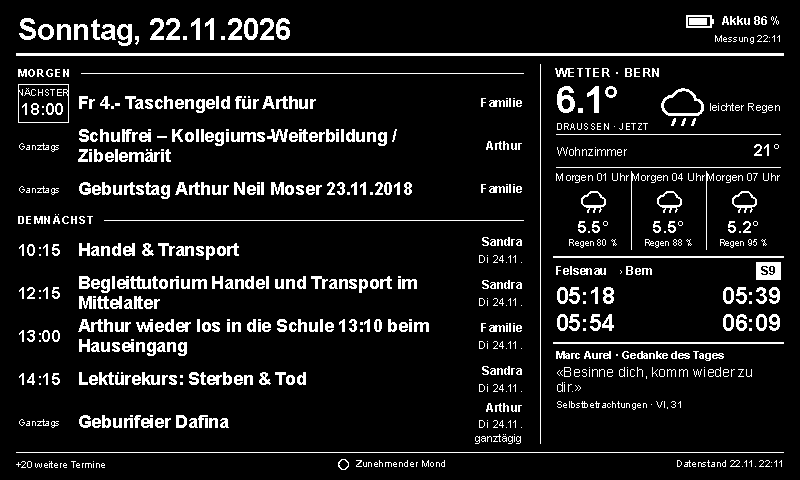 Sonntag, 22.11.2026
Akku 86 %
Messung 22:11
MORGEN
NÄCHSTER
18:00 Fr 4.- Taschengeld für Arthur Familie
Ganztags Schulfrei – Kollegiums-Weiterbildung / Zibelemärit Arthur
Ganztags Geburtstag Arthur Neil Moser 23.11.2018 Familie
DEMNÄCHST
10:15 Handel & Transport Sandra
Di 24.11.
12:15 Begleittutorium Handel und Transport im Mittelalter Sandra
Di 24.11.
13:00 Arthur wieder los in die Schule 13:10 beim Hauseingang Familie
Di 24.11.
14:15 Lektürekurs: Sterben & Tod Sandra
Di 24.11.
Ganztags Geburifeier Dafina Arthur
Di 24.11.
ganztägig
WETTER · BERN
6.1° leichter Regen
DRAUSSEN · JETZT
Wohnzimmer 21°
Morgen 01 Uhr Morgen 04 Uhr Morgen 07 Uhr
5.5° 5.5° 5.2°
Regen 80 % Regen 88 % Regen 95 %
Felsenau › Bern S9
05:18 05:39
05:54 06:09
Marc Aurel · Gedanke des Tages
«Besinne dich, komm wieder zu
dir.»
Selbstbetrachtungen · VI, 31
+20 weitere Termine
Zunehmender Mond
Datenstand 22.11. 22:11